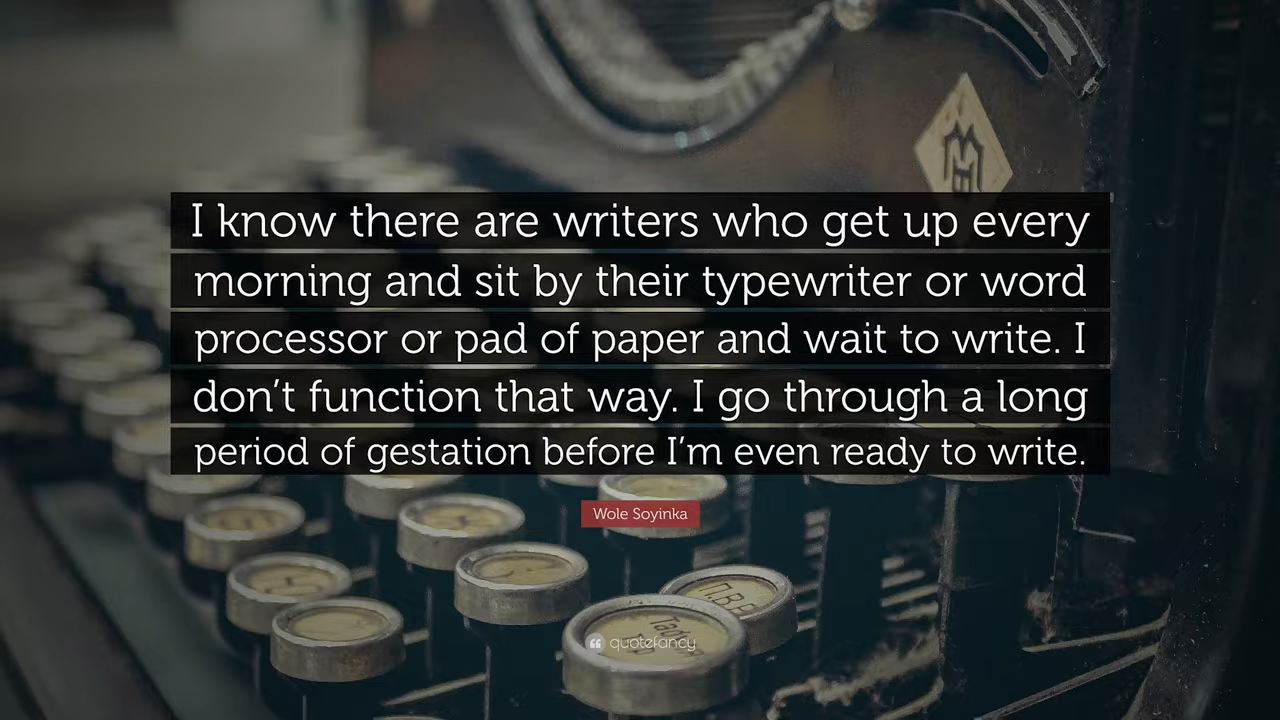 I know there are writers who get up every
morning and sit by their typewriter or word
processor or pad of paper and wait to write. I
don’t function that way. I go through a long
period of gestation before I’m even ready to write.
Wole Soyinka
quotefancy